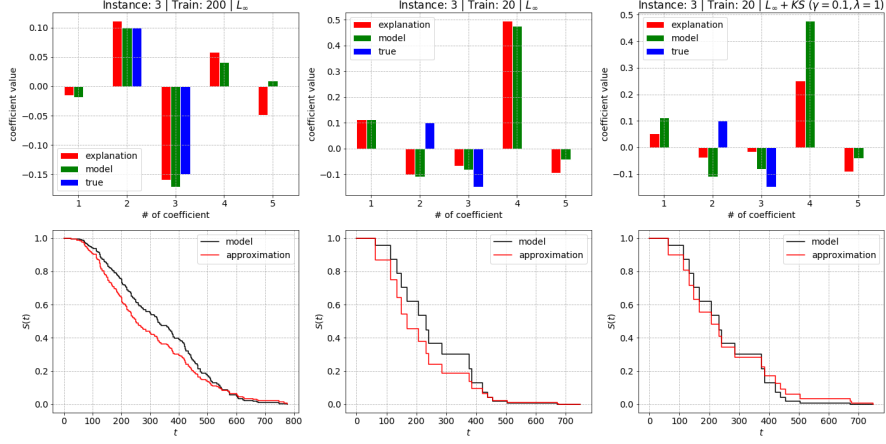 Instance: 3 | Train: 200 | L∞
0.10
0.05
0.00
−0.05
−0.10
−0.15
coefficient value
explanation
model
true
1 2 3 4 5
# of coefficient
Instance: 3 | Train: 20 | L∞
0.5
0.4
0.3
0.2
0.1
0.0
−0.1
coefficient value
explanation
model
true
1 2 3 4 5
# of coefficient
Instance: 3 | Train: 20 | L∞ + KS (γ = 0.1, λ = 1)
0.5
0.4
0.3
0.2
0.1
0.0
−0.1
coefficient value
explanation
model
true
1 2 3 4 5
# of coefficient
1.0
0.8
0.6
0.4
0.2
0.0
S(t)
model
approximation
0 100 200 300 400 500 600 700 800
t
1.0
0.8
0.6
0.4
0.2
0.0
S(t)
model
approximation
0 100 200 300 400 500 600 700
t
1.0
0.8
0.6
0.4
0.2
0.0
S(t)
model
approximation
0 100 200 300 400 500 600 700
t